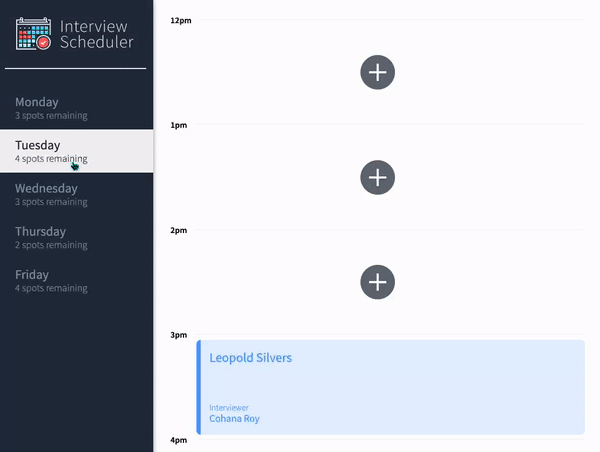 Interview
Scheduler
Monday
3 spots remaining
Tuesday
4 spots remaining
Wednesday
3 spots remaining
Thursday
2 spots remaining
Friday
4 spots remaining
12pm
1pm
2pm
3pm
Leopold Silvers
Interviewer
Cohana Roy
4pm